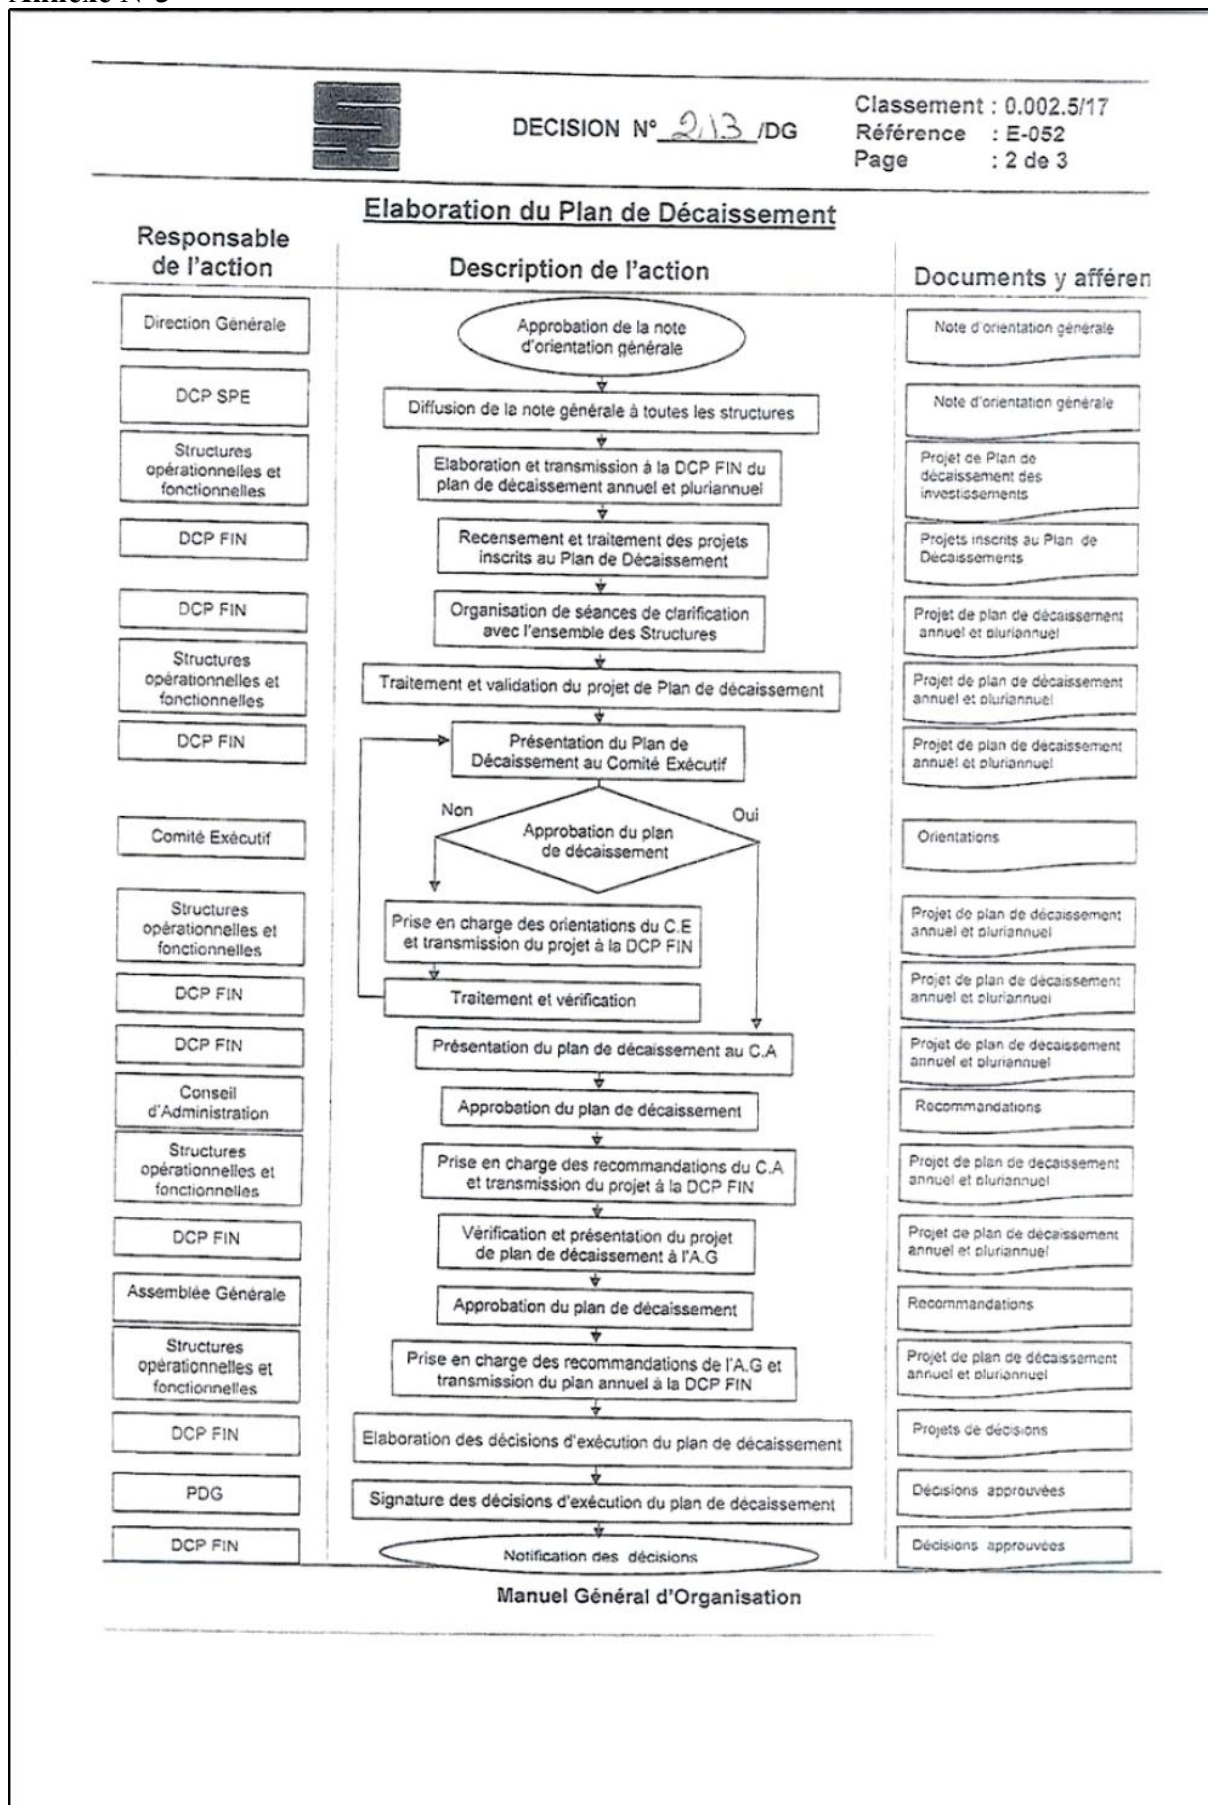 DECISION N° 213 /DG
Classement : 0.002.5/17
Référence : E-052
Page : 2 de 3
Elaboration du Plan de Décaissement
Responsable
de l'action
Description de l'action
Documents y afféren
Direction Générale
Approbation de la note
d'orientation générale
Note d'orientation générale
DCP SPE
Diffusion de la note générale à toutes les structures
Note d'orientation générale
Structures
opérationnelles et
fonctionnelles
Elaboration et transmission à la DCP FIN du
plan de décaissement annuel et pluriannuel
Projet de Plan de
décaissement des
investissements
DCP FIN
Recensement et traitement des projets
inscrits au Plan de Décaissement
Projets inscrits au Plan de
Décaissements
DCP FIN
Organisation de séances de clarification
avec l'ensemble des Structures
Projet de plan de décaissement
annuel et pluriannuel
Structures
opérationnelles et
fonctionnelles
Traitement et validation du projet de Plan de décaissement
Projet de plan de décaissement
annuel et pluriannuel
DCP FIN
Présentation du Plan de
Décaissement au Comité Exécutif
Projet de plan de décaissement
annuel et pluriannuel
Non
Oui
Comité Exécutif
Approbation du plan
de décaissement
Orientations
Structures
opérationnelles et
fonctionnelles
Prise en charge des orientations du C.E
et transmission du projet à la DCP FIN
Projet de plan de décaissement
annuel et pluriannuel
DCP FIN
Traitement et vérification
Projet de plan de décaissement
annuel et pluriannuel
DCP FIN
Présentation du plan de décaissement au C.A
Projet de plan de décaissement
annuel et pluriannuel
Conseil
d'Administration
Approbation du plan de décaissement
Recommandations
Structures
opérationnelles et
fonctionnelles
Prise en charge des recommandations du C.A
et transmission du projet à la DCP FIN
Projet de plan de décaissement
annuel et pluriannuel
DCP FIN
Vérification et présentation du projet
de plan de décaissement à l'A.G
Projet de plan de décaissement
annuel et pluriannuel
Assemblée Générale
Approbation du plan de décaissement
Recommandations
Structures
opérationnelles et
fonctionnelles
Prise en charge des recommandations de l'A.G et
transmission du plan annuel à la DCP FIN
Projet de plan de décaissement
annuel et pluriannuel
DCP FIN
Elaboration des décisions d'exécution du plan de décaissement
Projets de décisions
PDG
Signature des décisions d'exécution du plan de décaissement
Décisions approuvées
DCP FIN
Notification des décisions
Décisions approuvées
Manuel Général d'Organisation